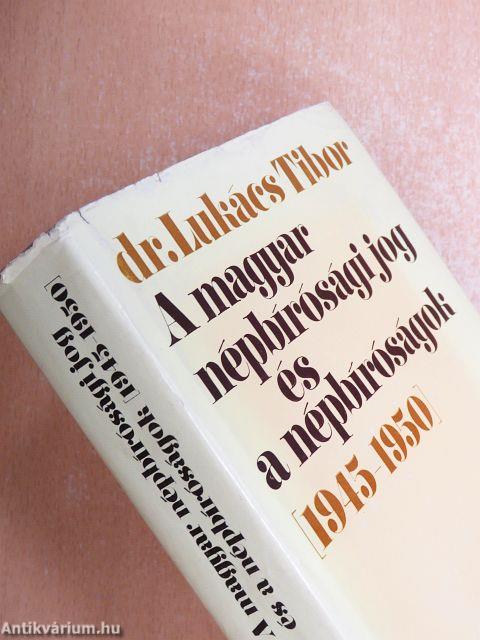 dr. Lukács Tibor
A magyar
népbírósági jog
és
a népbíróságok
[1945–1950]
A magyar népbírósági jog
és a népbíróságok [1945–1950]
Antikvárium.hu